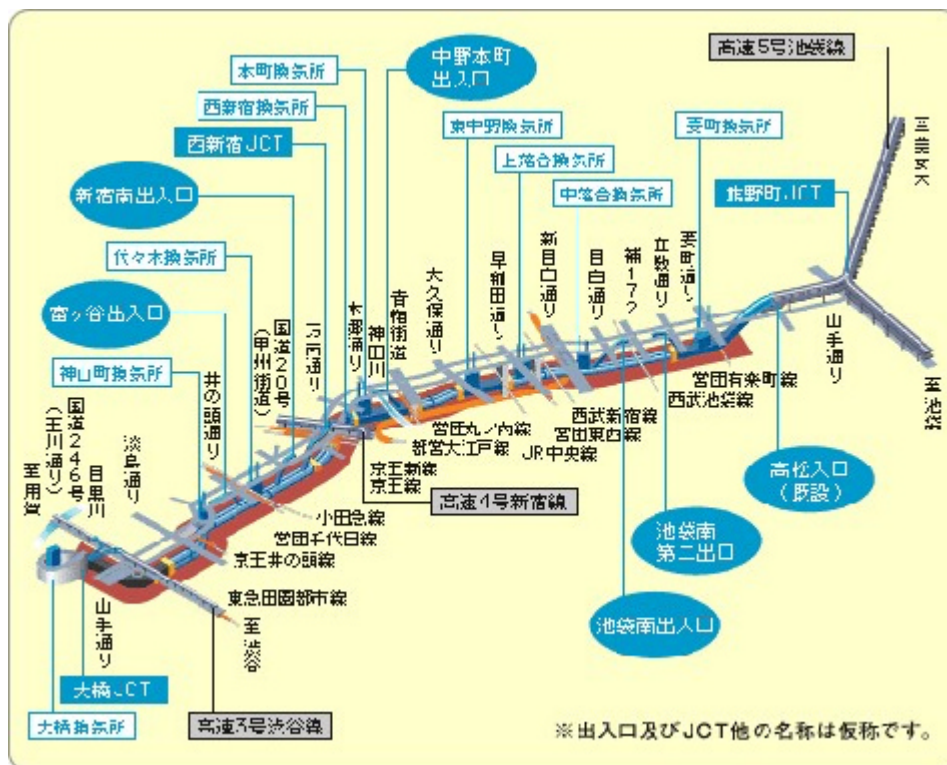 高速5号池袋線
本町換気所
中野本町
出入口
西新宿換気所
西新宿JCT
東中野換気所
要町換気所
上落合換気所
中落合換気所
熊野町JCT
至美女木
新宿南出入口
代々木換気所
富ヶ谷出入口
神山町換気所
井の頭通り
国道20号
(甲州街道)
方南通り
本郷通り
神田川
青梅街道
大久保通り
早稲田通り
新目白通り
目白通り
補172
立教通り
要町通り
山手通り
至池袋
国道246号
(玉川通り)
至用賀
目黒川
淡島通り
営団有楽町線
西武池袋線
西武新宿線
営団東西線
JR中央線
営団丸ノ内線
都営大江戸線
京王新線
京王線
高速4号新宿線
小田急線
営団千代田線
京王井の頭線
東急田園都市線
至渋谷
高松入口
(既設)
池袋南
第二出口
池袋南出入口
山手通り
大橋JCT
大橋換気所
高速3号渋谷線
※出入口及びJCT他の名称は仮称です。